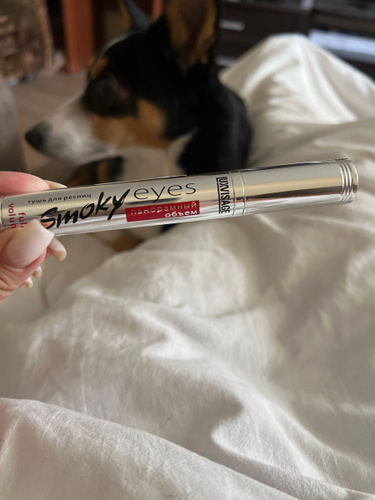 тушь для ресниц
Smoky eyes
панорамный
объем
LUXVISAGE